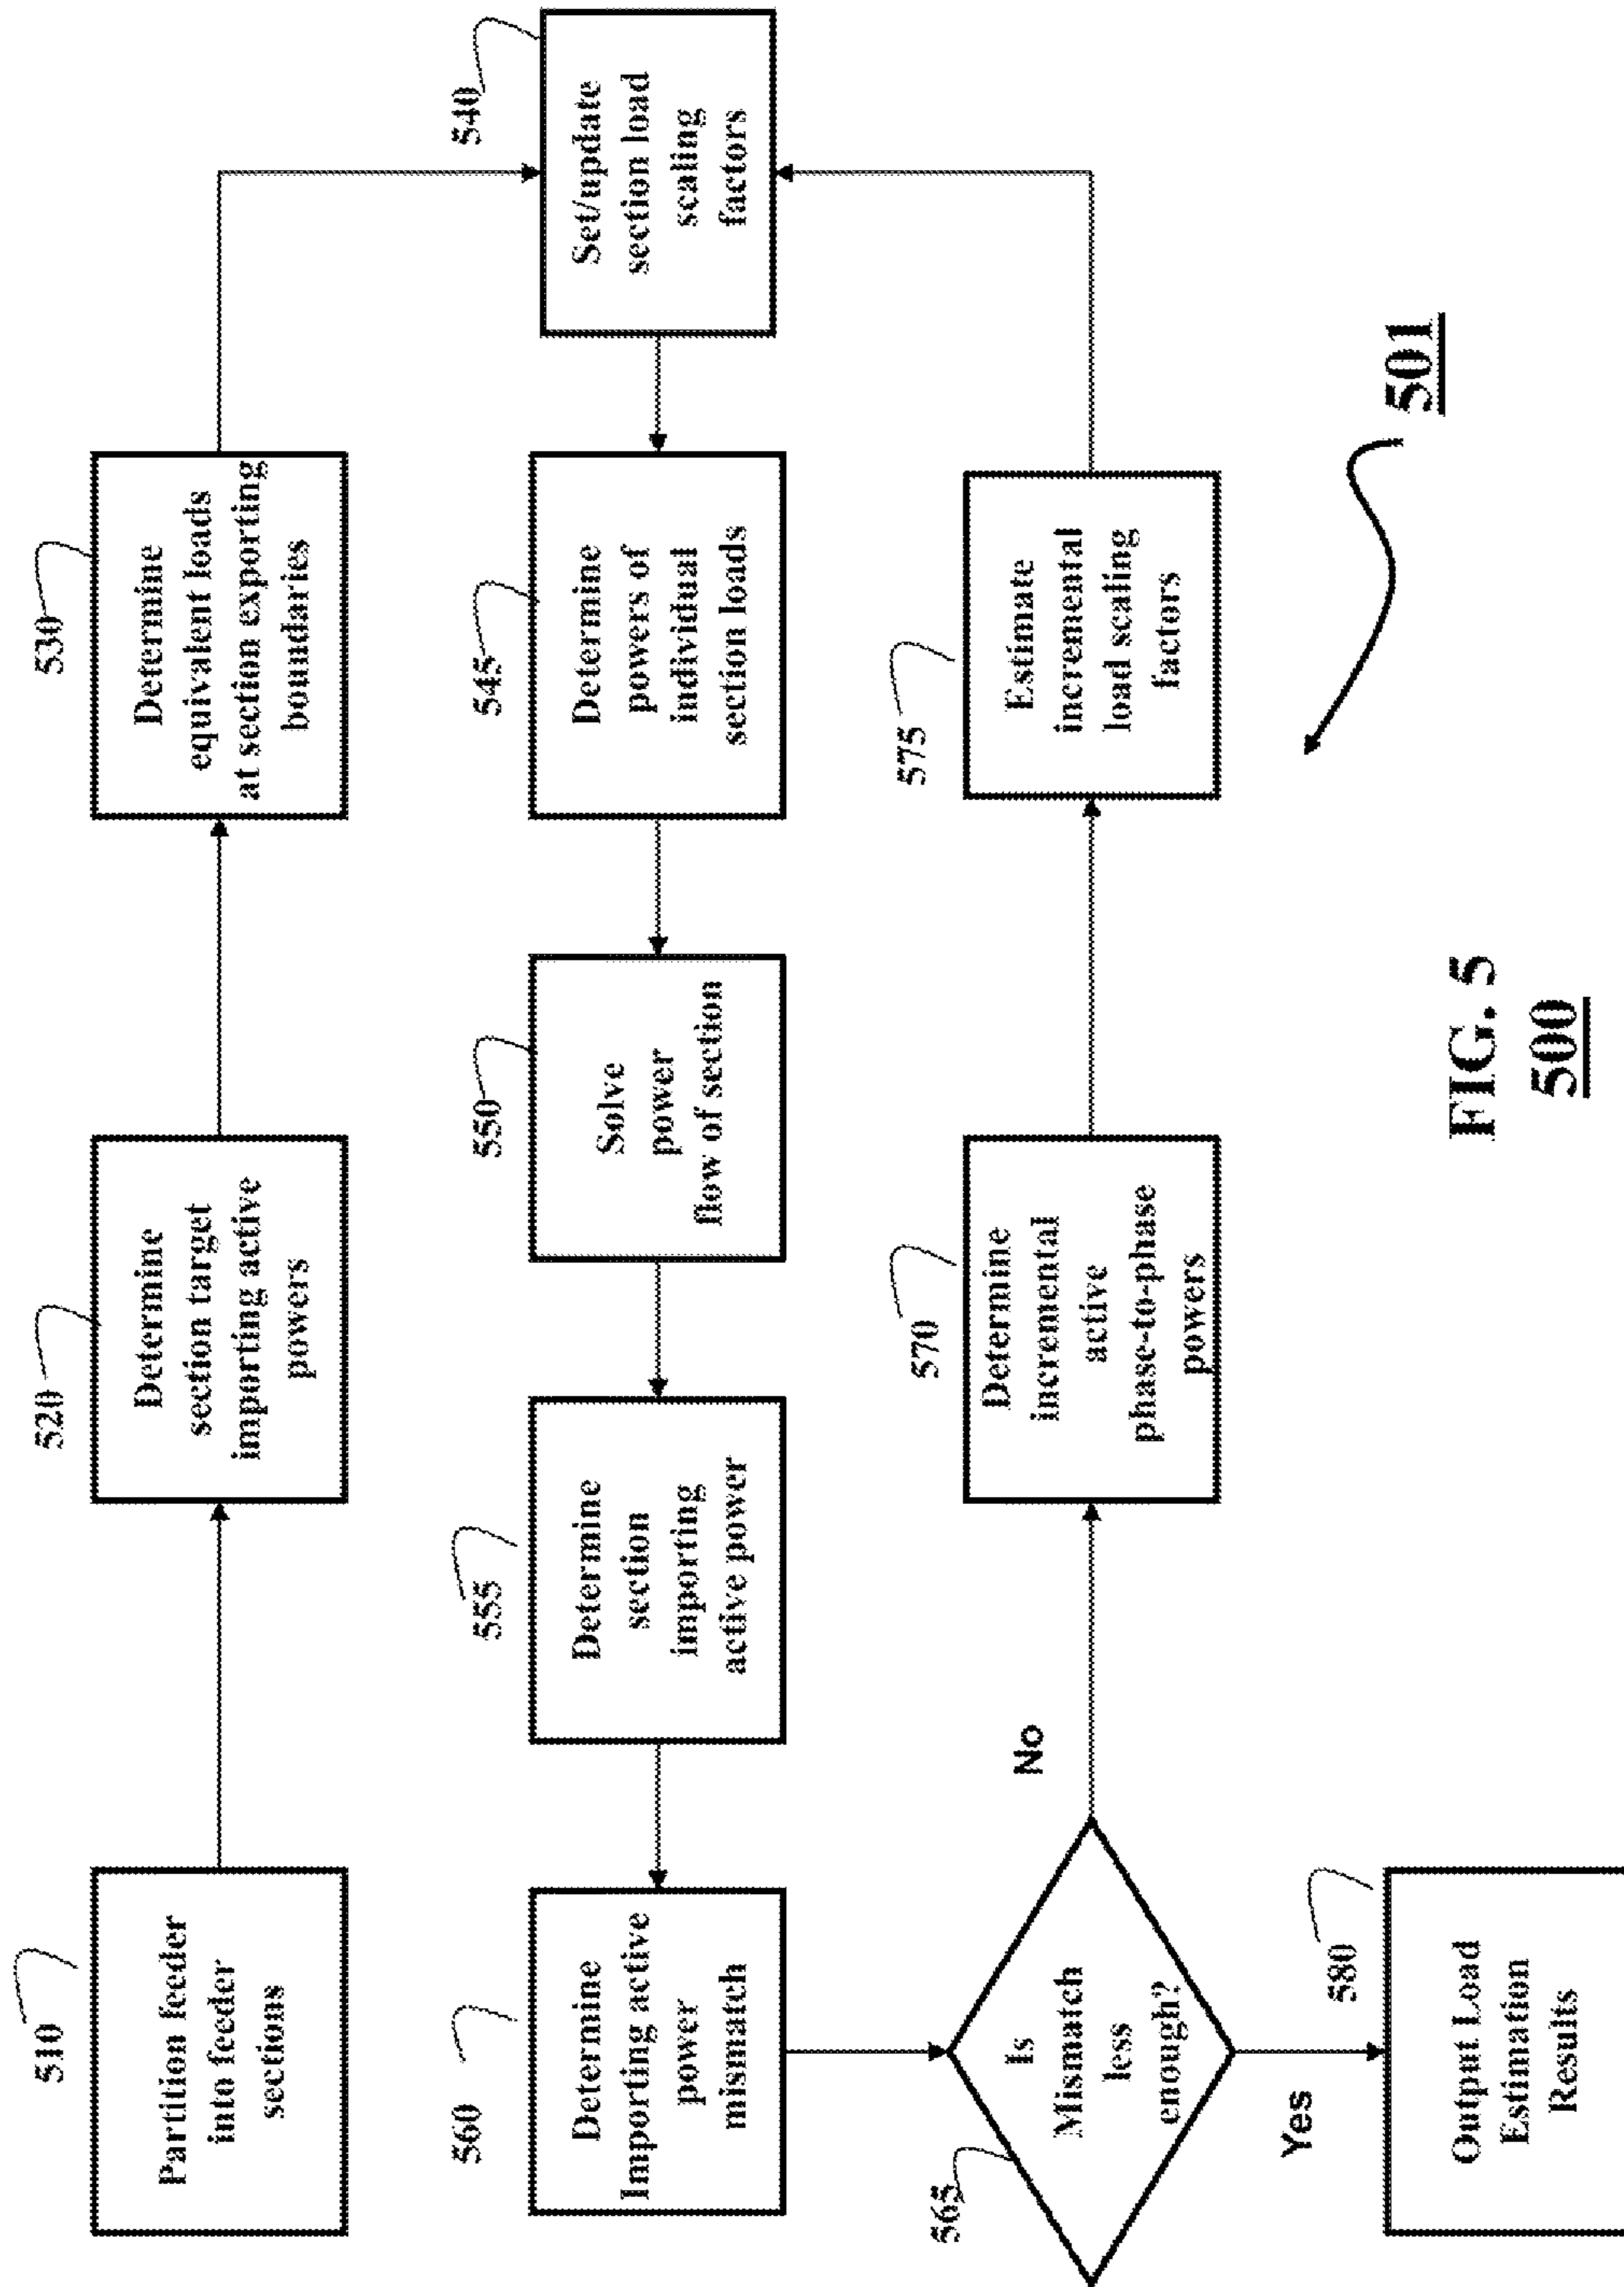 510
Partition feeder
into feeder
sections
520
Determine
section target
importing active
powers
530
Determine
equivalent loads
at section exporting
boundaries
540
Set/update
section load
scaling
factors
545
Determine
powers of
individual
section loads
550
Solve
power
flow of section
555
Determine
section
importing
active power
560
Determine
Importing active
power
mismatch
565
Is
Mismatch
less
enough?
No
Yes
570
Determine
incremental
active
phase-to-phase
powers
575
Estimate
incremental
load scaling
factors
580
Output Load
Estimation
Results
501
FIG. 5
500